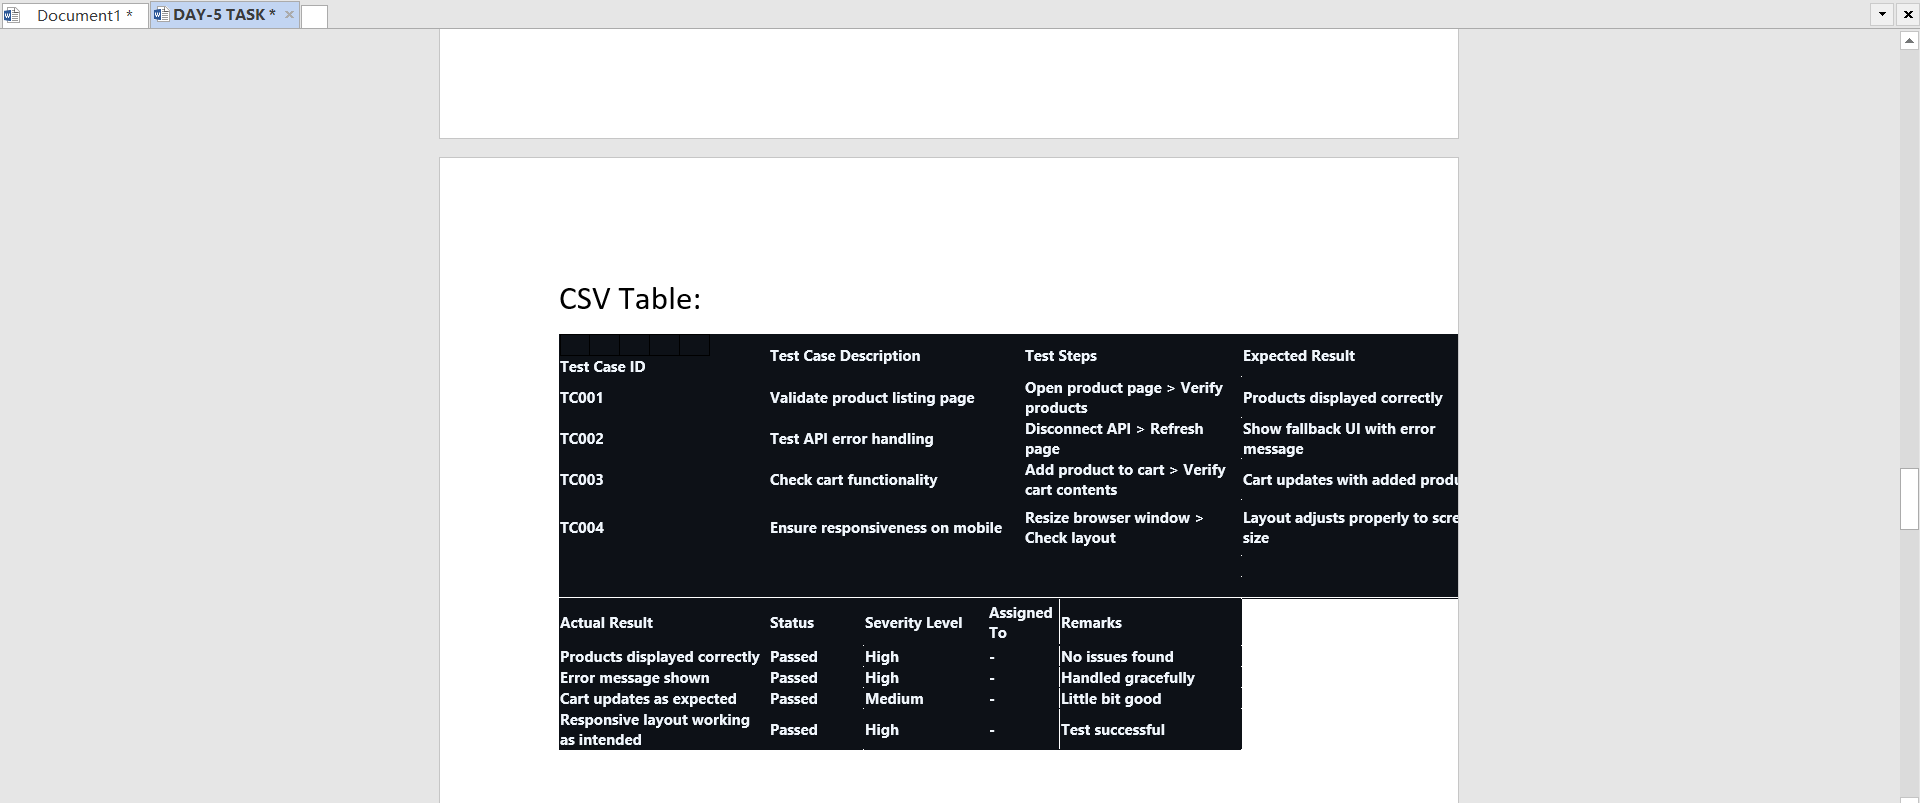 Document1 *
DAY-5 TASK *
CSV Table:
Test Case ID Test Case Description Test Steps Expected Result
TC001 Validate product listing page Open product page > Verify products Products displayed correctly
TC002 Test API error handling Disconnect API > Refresh page Show fallback UI with error message
TC003 Check cart functionality Add product to cart > Verify cart contents Cart updates with added produ
TC004 Ensure responsiveness on mobile Resize browser window > Check layout Layout adjusts properly to scre size
Actual Result Status Severity Level Assigned To Remarks
Products displayed correctly Passed High - No issues found
Error message shown Passed High - Handled gracefully
Cart updates as expected Passed Medium - Little bit good
Responsive layout working as intended Passed High - Test successful